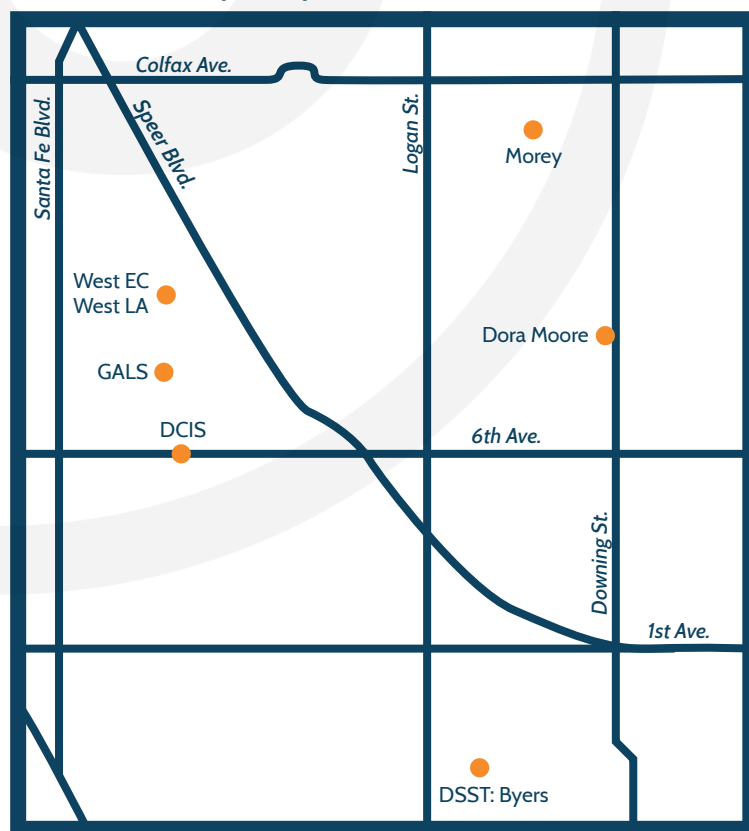 Colfax Ave.
Speer Blvd.
Santa Fe Blvd.
Logan St.
Morey
West EC
West LA
Dora Moore
GALS
DCIS
6th Ave.
Downing St.
1st Ave.
DSST: Byers